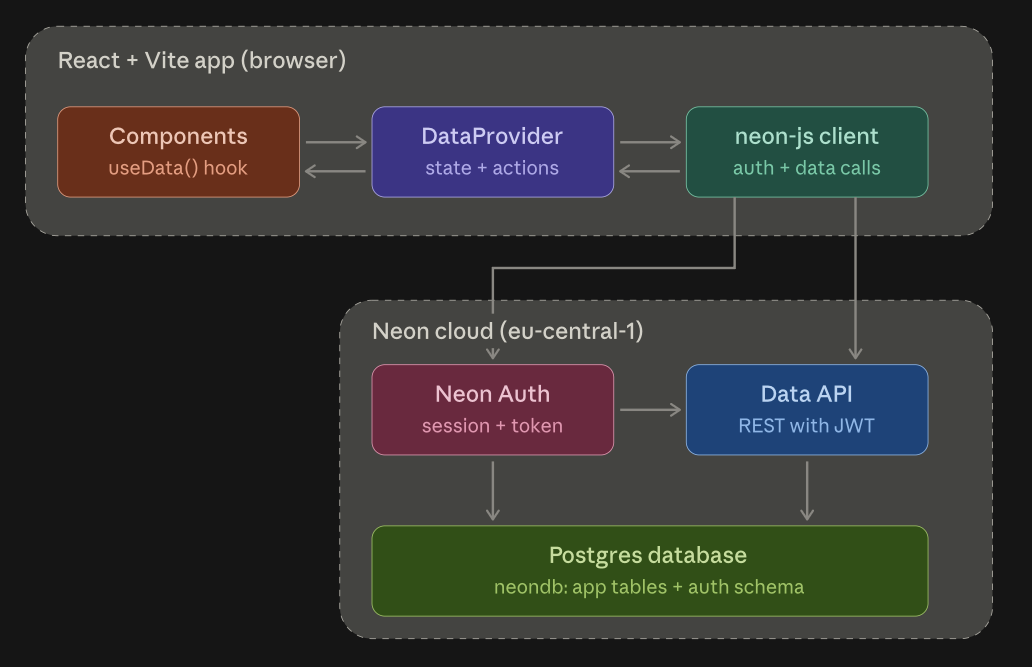 React + Vite app (browser)
Components
useData() hook
DataProvider
state + actions
neon-js client
auth + data calls
Neon cloud (eu-central-1)
Neon Auth
session + token
Data API
REST with JWT
Postgres database
neondb: app tables + auth schema